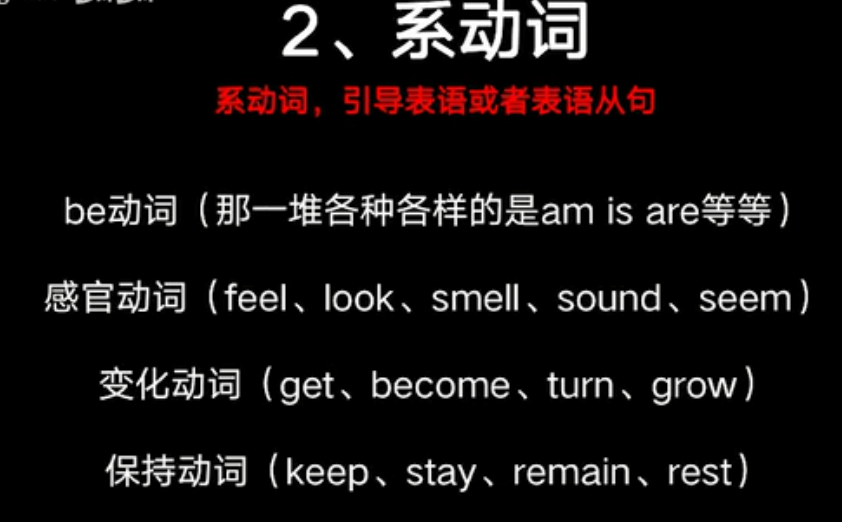 2、系动词
系动词，引导表语或者表语从句
be动词（那一堆各种各样的是am is are等等）
感官动词（feel、look、smell、sound、seem）
变化动词（get、become、turn、grow）
保持动词（keep、stay、remain、rest）